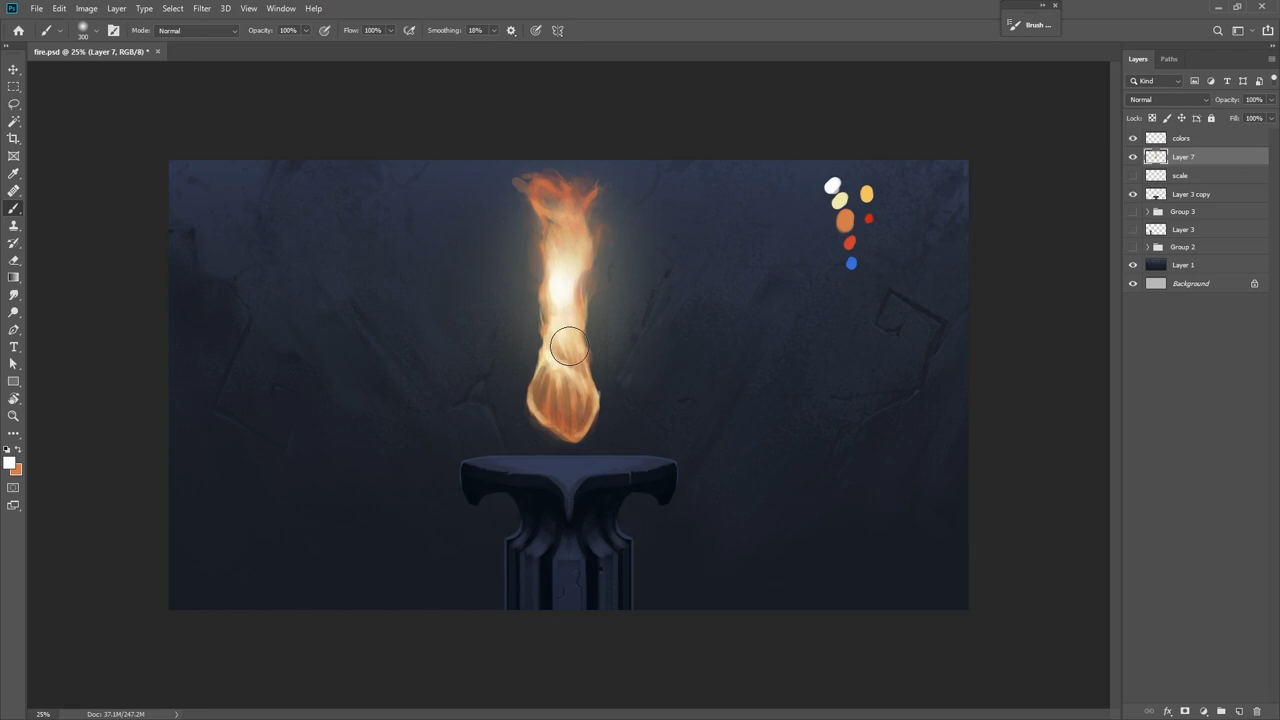 Ps File Edit Image Layer Type Select Filter 3D View Window Help
Brush ...
300 Mode: Normal Opacity: 100% Flow: 100% Smoothing: 18%
fire.psd @ 25% (Layer 7, RGB/8) *
Layers Paths
Kind
Normal Opacity: 100%
Lock: Fill: 100%
colors
Layer 7
scale
Layer 3 copy
Group 3
Layer 3
Group 2
Layer 1
Background
25% Doc: 37.1M/247.2M